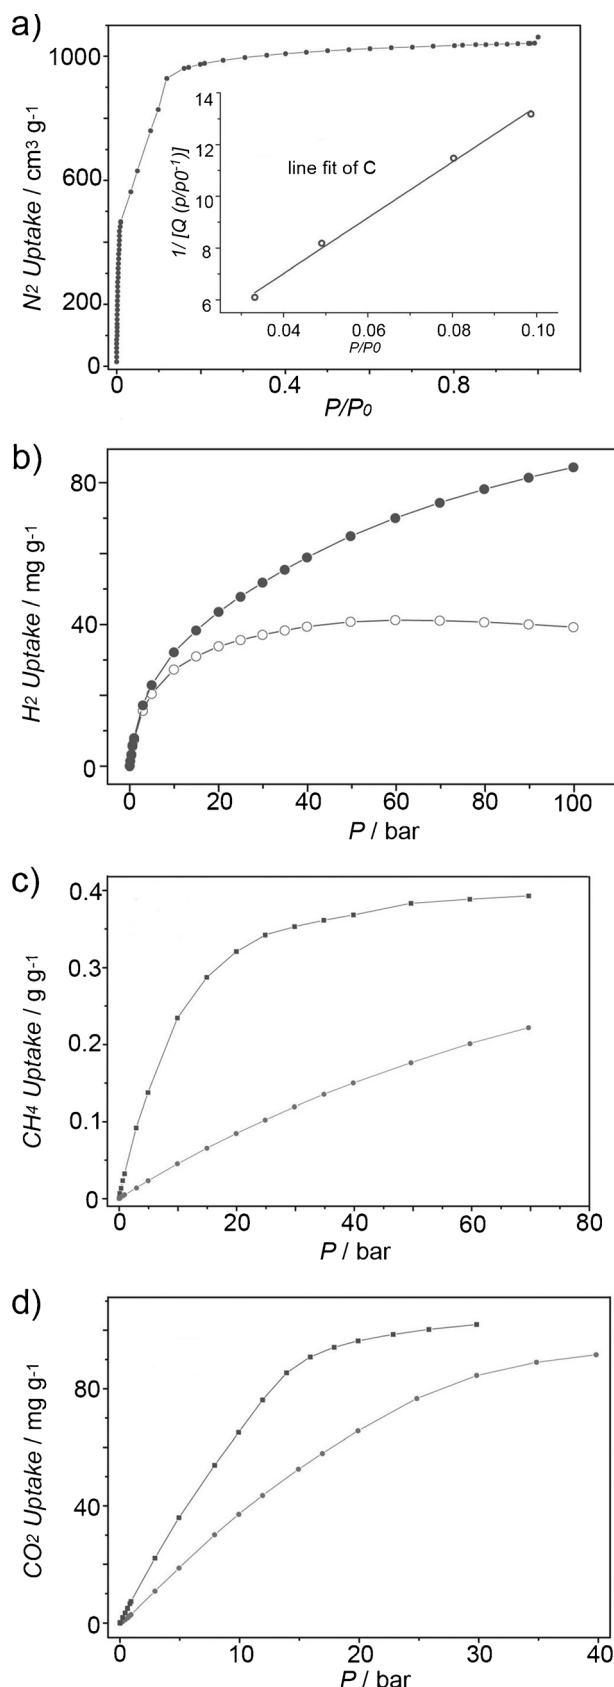 a)
N2 Uptake / cm3 g-1
1000
600
200
0
0
0.4
0.8
P/P0
1/ [Q (p/p0-1)]
14
12
10
8
6
line fit of C
0.04
0.06
0.08
0.10
P/P0
b)
H2 Uptake / mg g-1
80
40
0
0
20
40
60
80
100
P / bar
c)
CH4 Uptake / g g-1
0.4
0.3
0.2
0.1
0
0
20
40
60
80
P / bar
d)
CO2 Uptake / mg g-1
80
40
0
0
10
20
30
40
P / bar